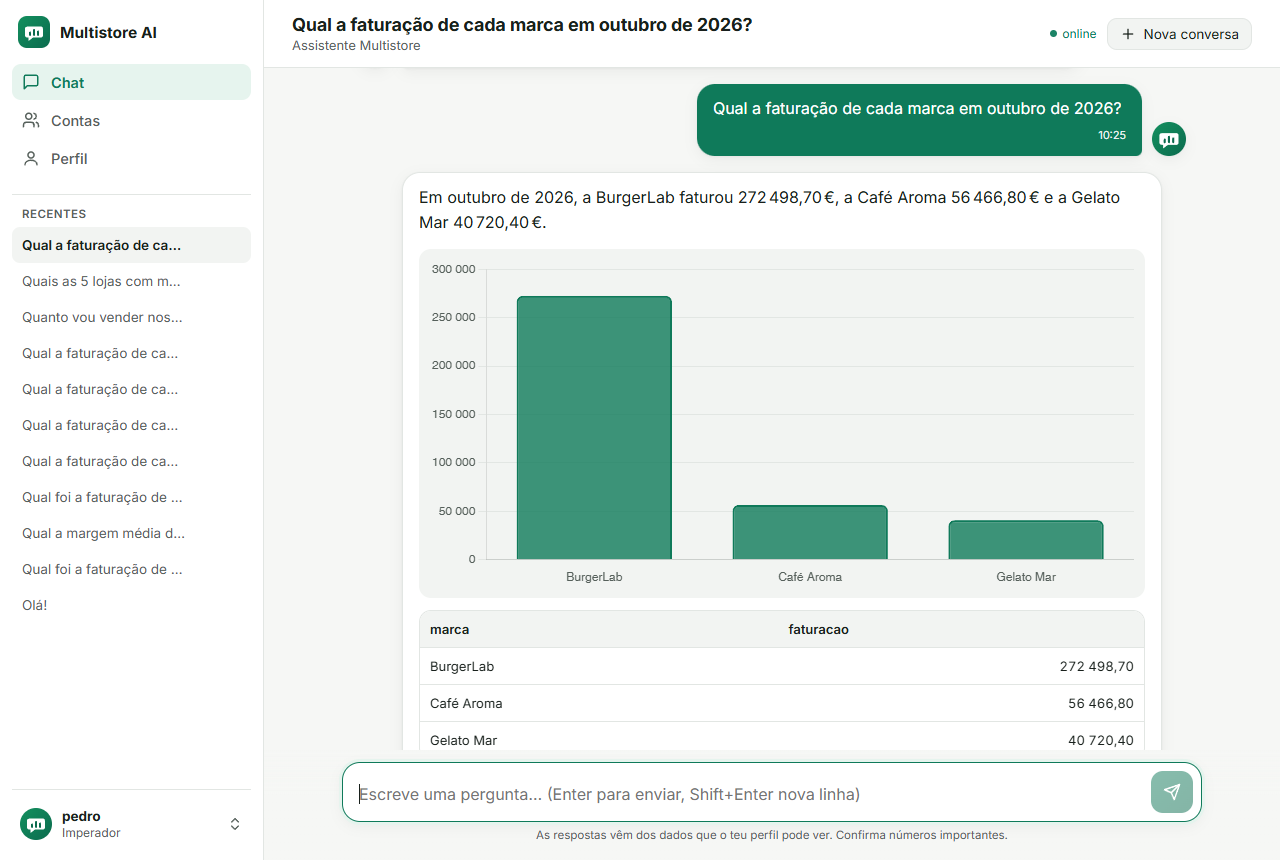 Multistore AI
Chat
Contas
Perfil
RECENTES
Qual a faturação de ca...
Quais as 5 lojas com m...
Quanto vou vender nos...
Qual a faturação de ca...
Qual a faturação de ca...
Qual a faturação de ca...
Qual a faturação de ca...
Qual foi a faturação de ...
Qual a margem média d...
Qual foi a faturação de ...
Olá!
pedro
Imperador
Qual a faturação de cada marca em outubro de 2026?
Assistente Multistore
online
Nova conversa
Qual a faturação de cada marca em outubro de 2026?
10:25
Em outubro de 2026, a BurgerLab faturou 272 498,70 €, a Café Aroma 56 466,80 € e a Gelato
Mar 40 720,40 €.
300 000
250 000
200 000
150 000
100 000
50 000
0
BurgerLab Café Aroma Gelato Mar
marca faturacao
BurgerLab 272 498,70
Café Aroma 56 466,80
Gelato Mar 40 720,40
Escreve uma pergunta... (Enter para enviar, Shift+Enter nova linha)
As respostas vêm dos dados que o teu perfil pode ver. Confirma números importantes.